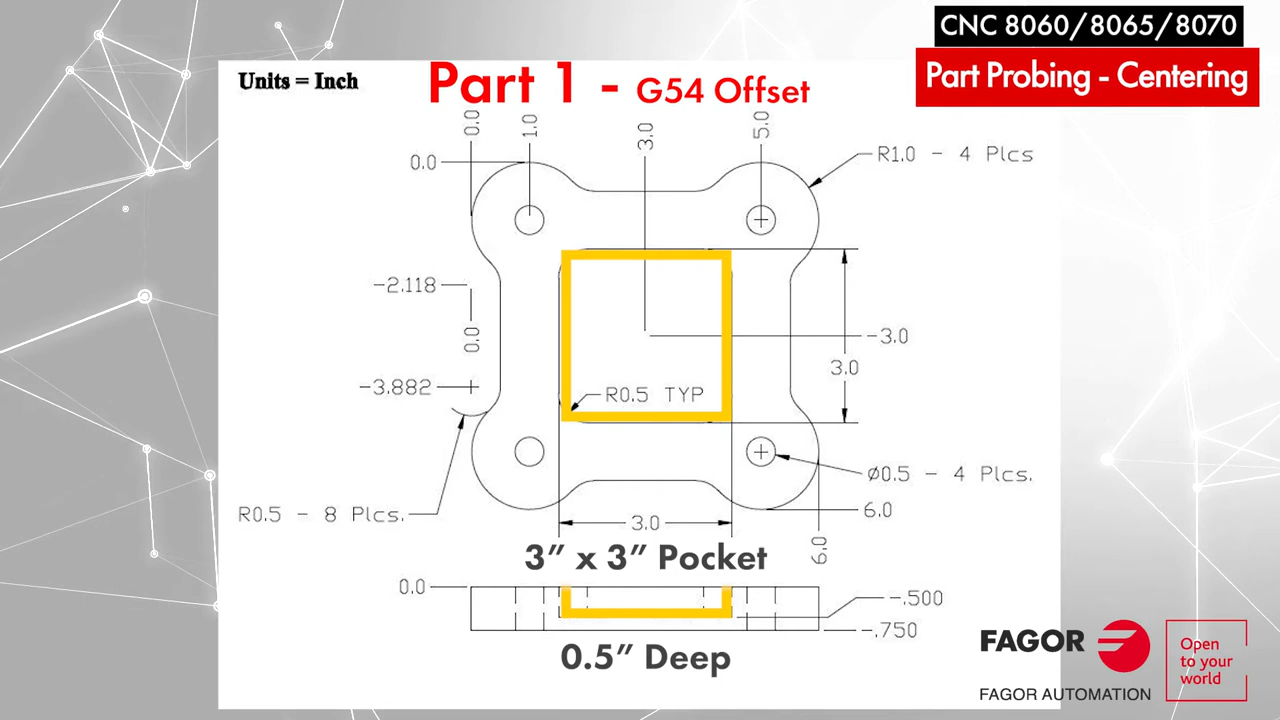 CNC 8060/8065/8070
Part Probing - Centering
Units = Inch
Part 1 - G54 Offset
0.0
1.0
3.0
5.0
0.0
R1.0 - 4 Plcs
-2.118
0.0
-3.0
3.0
-3.882
R0.5 TYP
Ø0.5 - 4 Plcs.
R0.5 - 8 Plcs.
6.0
3.0
6.0
3” x 3” Pocket
0.0
-.500
-.750
0.5” Deep
FAGOR
FAGOR AUTOMATION
Open
to your
world